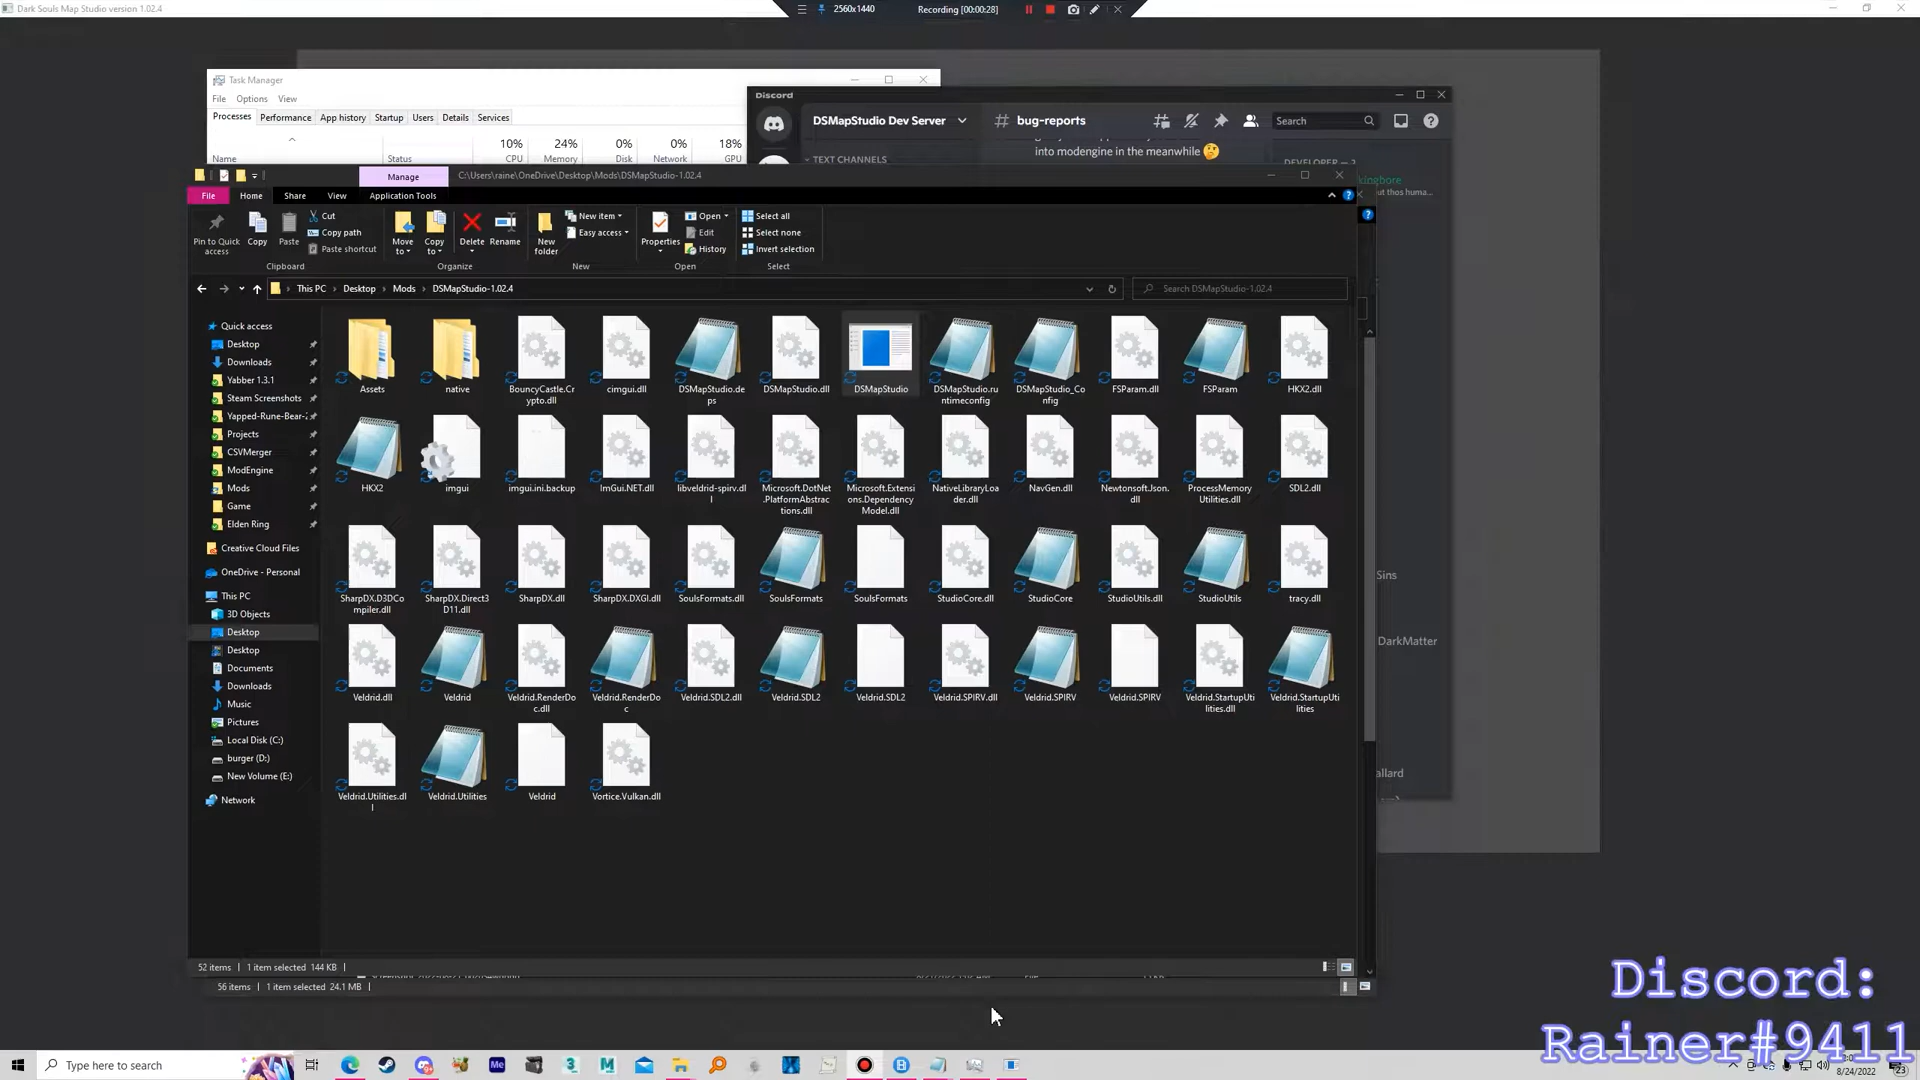 Dark Souls Map Studio version 1.02.4
2560x1440
Recording [00:00:28]
Task Manager
File Options View
Processes Performance App history Startup Users Details Services
10% 24% 0% 0% 18%
Name Status CPU Memory Disk Network GPU
Discord
DSMapStudio Dev Server
# bug-reports
Search
into modengine in the meanwhile 🤔
TEXT CHANNELS
kingbore
but thos huma...
Manage
C:\Users\raine\OneDrive\Desktop\Mods\DSMapStudio-1.02.4
File Home Share View Application Tools
Pin to Quick access
Copy
Paste
Cut
Copy path
Paste shortcut
Move to
Copy to
Delete
Rename
New folder
New item
Easy access
Properties
Open
Edit
History
Select all
Select none
Invert selection
Clipboard Organize New Open Select
This PC > Desktop > Mods > DSMapStudio-1.02.4
Search DSMapStudio-1.02.4
Quick access
Desktop
Downloads
Yabber 1.3.1
Steam Screenshots
Yapped-Rune-Bear-2
Projects
CSVMerger
ModEngine
Mods
Game
Elden Ring
Creative Cloud Files
OneDrive - Personal
This PC
3D Objects
Desktop
Desktop
Documents
Downloads
Music
Pictures
Local Disk (C:)
burger (D:)
New Volume (E:)
Network
Assets
native
BouncyCastle.Crypto.dll
cimgui.dll
DSMapStudio.deps
DSMapStudio.dll
DSMapStudio
DSMapStudio.runtimeconfig
DSMapStudio_Config
FSParam.dll
FSParam
HKX2.dll
HKX2
imgui
imgui.ini.backup
ImGui.NET.dll
libveldrid-spirv.dll
Microsoft.DotNet.PlatformAbstractions.dll
Microsoft.Extensions.DependencyModel.dll
NativeLibraryLoader.dll
NavGen.dll
Newtonsoft.Json.dll
ProcessMemoryUtilities.dll
SDL2.dll
SharpDX.D3DCompiler.dll
SharpDX.Direct3D11.dll
SharpDX.dll
SharpDX.DXGI.dll
SoulsFormats.dll
SoulsFormats
SoulsFormats
StudioCore.dll
StudioCore
StudioUtils.dll
StudioUtils
tracy.dll
Veldrid.dll
Veldrid
Veldrid.RenderDoc.dll
Veldrid.RenderDoc
Veldrid.SDL2.dll
Veldrid.SDL2
Veldrid.SDL2
Veldrid.SPIRV.dll
Veldrid.SPIRV
Veldrid.SPIRV
Veldrid.StartupUtilities.dll
Veldrid.StartupUtilities
Veldrid.Utilities.dll
Veldrid.Utilities
Veldrid
Vortice.Vulkan.dll
Sins
DarkMatter
allard
52 items 1 item selected 144 KB
56 items 1 item selected 24.1 MB
Discord:
Rainer#9411
Type here to search
8/24/2022
23